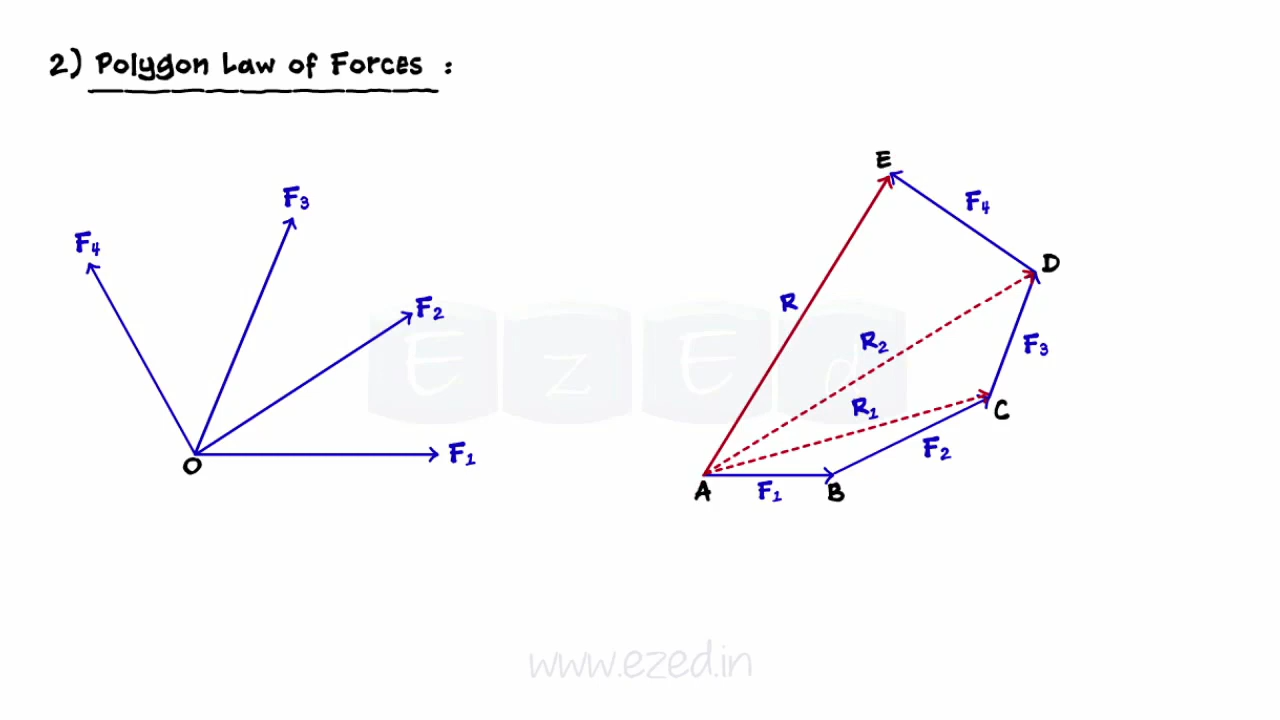 2) Polygon Law of Forces :
E
F3
F4
F4
D
F2
R
R2
F3
R1
C
F2
F1
O
A
F1
B
E z E d
www.ezed.in